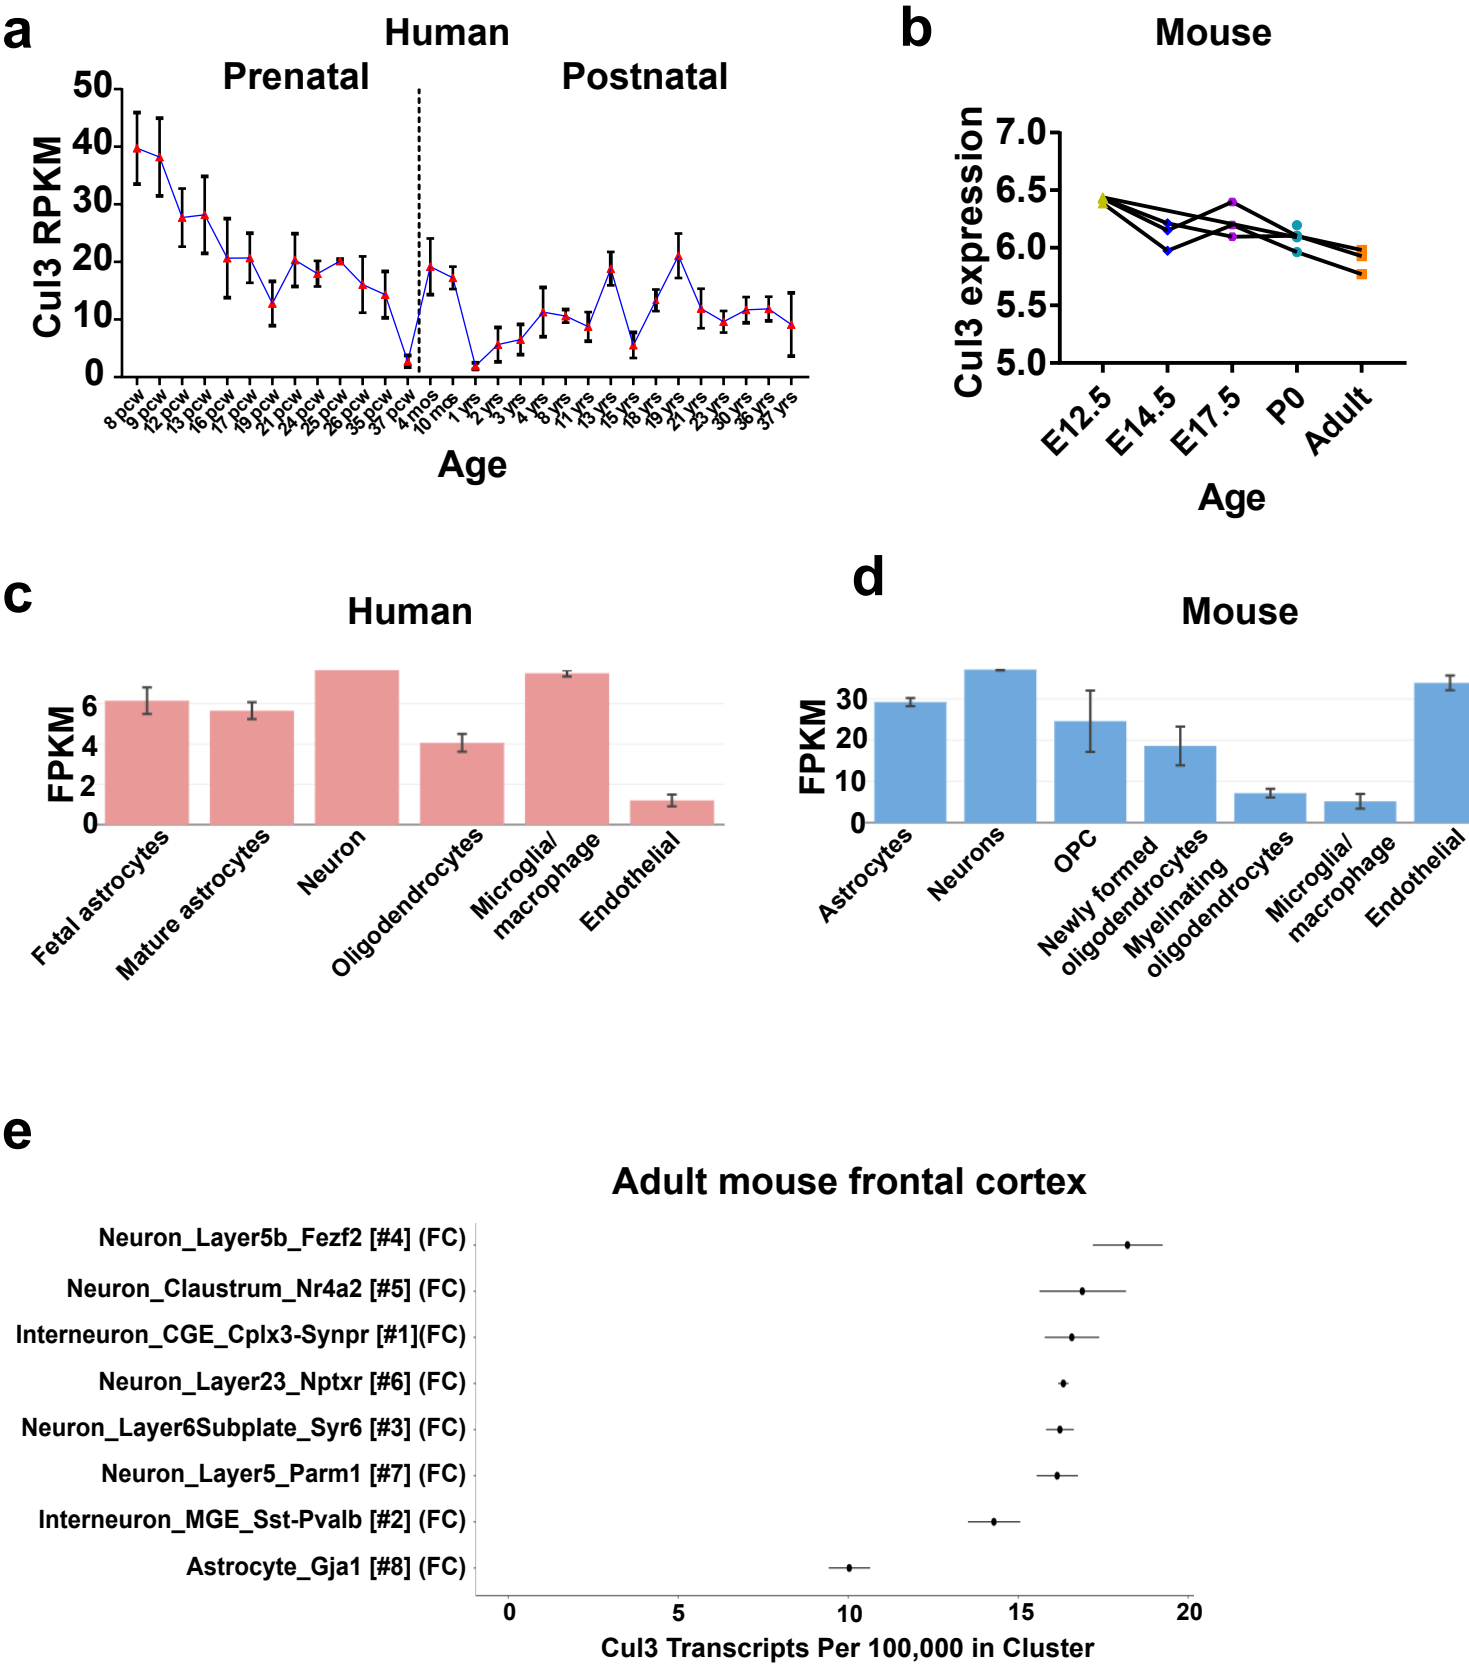 a
Human
Prenatal
Postnatal
Cul3 RPKM
50
40
30
20
10
0
8 pcw
9 pcw
12 pcw
13 pcw
16 pcw
17 pcw
19 pcw
21 pcw
24 pcw
25 pcw
26 pcw
35 pcw
37 pcw
4 mos
10 mos
1 yrs
2 yrs
3 yrs
4 yrs
8 yrs
11 yrs
13 yrs
15 yrs
18 yrs
19 yrs
21 yrs
23 yrs
30 yrs
36 yrs
37 yrs
Age
b
Mouse
Cul3 expression
7.0
6.5
6.0
5.5
5.0
E12.5
E14.5
E17.5
P0
Adult
Age
c
Human
FPKM
6
4
2
0
Fetal astrocytes
Mature astrocytes
Neuron
Oligodendrocytes
Microglia/
macrophage
Endothelial
d
Mouse
FPKM
30
20
10
0
Astrocytes
Neurons
OPC
Newly formed
oligodendrocytes
Myelinating
oligodendrocytes
Microglia/
macrophage
Endothelial
e
Adult mouse frontal cortex
Neuron_Layer5b_Fezf2 [#4] (FC)
Neuron_Claustrum_Nr4a2 [#5] (FC)
Interneuron_CGE_Cplx3-Synpr [#1](FC)
Neuron_Layer23_Nptxr [#6] (FC)
Neuron_Layer6Subplate_Syr6 [#3] (FC)
Neuron_Layer5_Parm1 [#7] (FC)
Interneuron_MGE_Sst-Pvalb [#2] (FC)
Astrocyte_Gja1 [#8] (FC)
0 5 10 15 20
Cul3 Transcripts Per 100,000 in Cluster